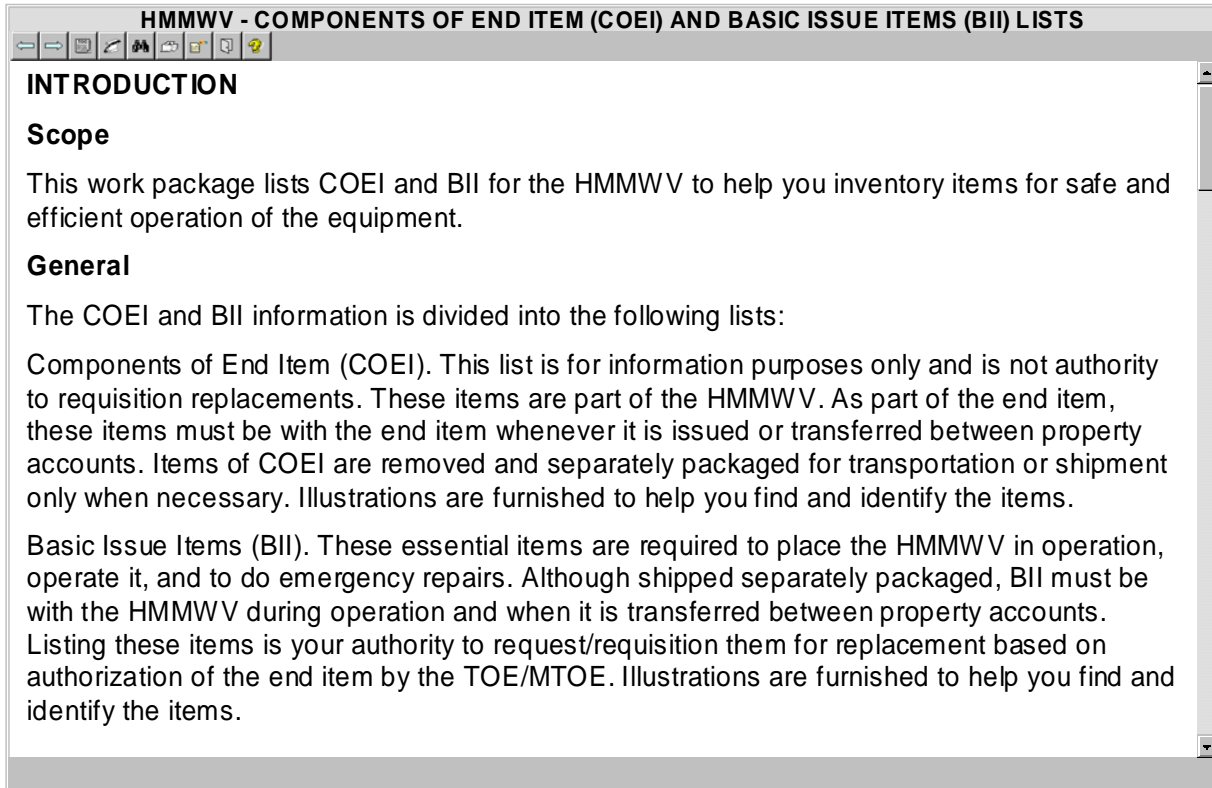 HMMWV - COMPONENTS OF END ITEM (COEI) AND BASIC ISSUE ITEMS (BII) LISTS
INTRODUCTION
Scope
This work package lists COEI and BII for the HMMWV to help you inventory items for safe and
efficient operation of the equipment.
General
The COEI and BII information is divided into the following lists:
Components of End Item (COEI). This list is for information purposes only and is not authority
to requisition replacements. These items are part of the HMMWV. As part of the end item,
these items must be with the end item whenever it is issued or transferred between property
accounts. Items of COEI are removed and separately packaged for transportation or shipment
only when necessary. Illustrations are furnished to help you find and identify the items.
Basic Issue Items (BII). These essential items are required to place the HMMWV in operation,
operate it, and to do emergency repairs. Although shipped separately packaged, BII must be
with the HMMWV during operation and when it is transferred between property accounts.
Listing these items is your authority to request/requisition them for replacement based on
authorization of the end item by the TOE/MTOE. Illustrations are furnished to help you find and
identify the items.